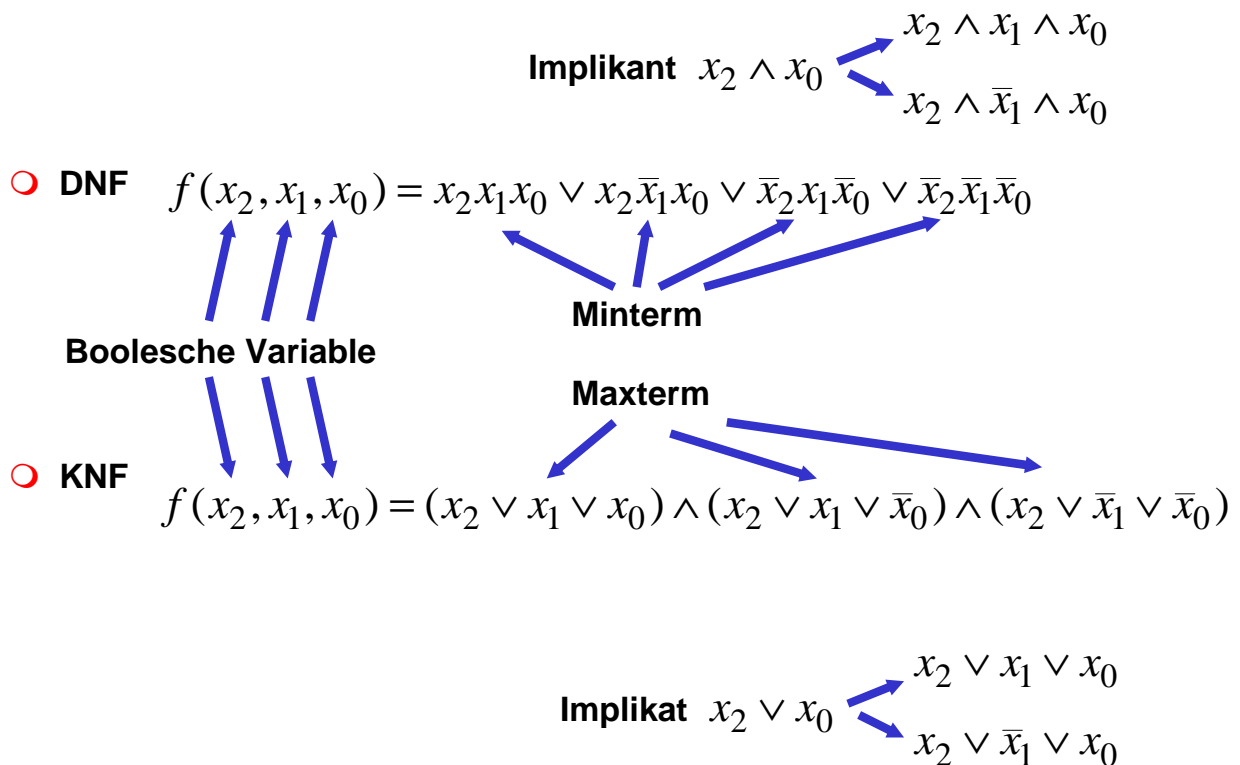 x₂ ∧ x₁ ∧ x₀
Implikant x₂ ∧ x₀
x₂ ∧ x̅₁ ∧ x₀
DNF f(x₂, x₁, x₀) = x₂x₁x₀ ∨ x₂x̅₁x₀ ∨ x̅₂x₁x̅₀ ∨ x̅₂x̅₁x̅₀
Minterm
Boolesche Variable
Maxterm
KNF f(x₂, x₁, x₀) = (x₂ ∨ x₁ ∨ x₀) ∧ (x₂ ∨ x₁ ∨ x̅₀) ∧ (x₂ ∨ x̅₁ ∨ x̅₀)
x₂ ∨ x₁ ∨ x₀
Implikat x₂ ∨ x₀
x₂ ∨ x̅₁ ∨ x₀